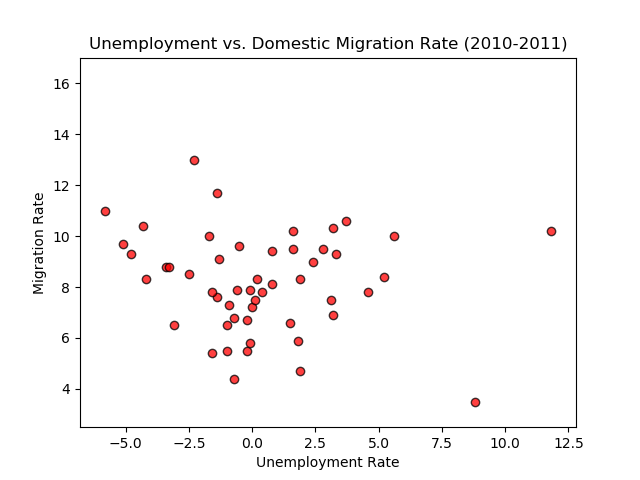 Unemployment vs. Domestic Migration Rate (2010-2011)
16
14
12
10
8
6
4
Migration Rate
−5.0 −2.5 0.0 2.5 5.0 7.5 10.0 12.5
Unemployment Rate